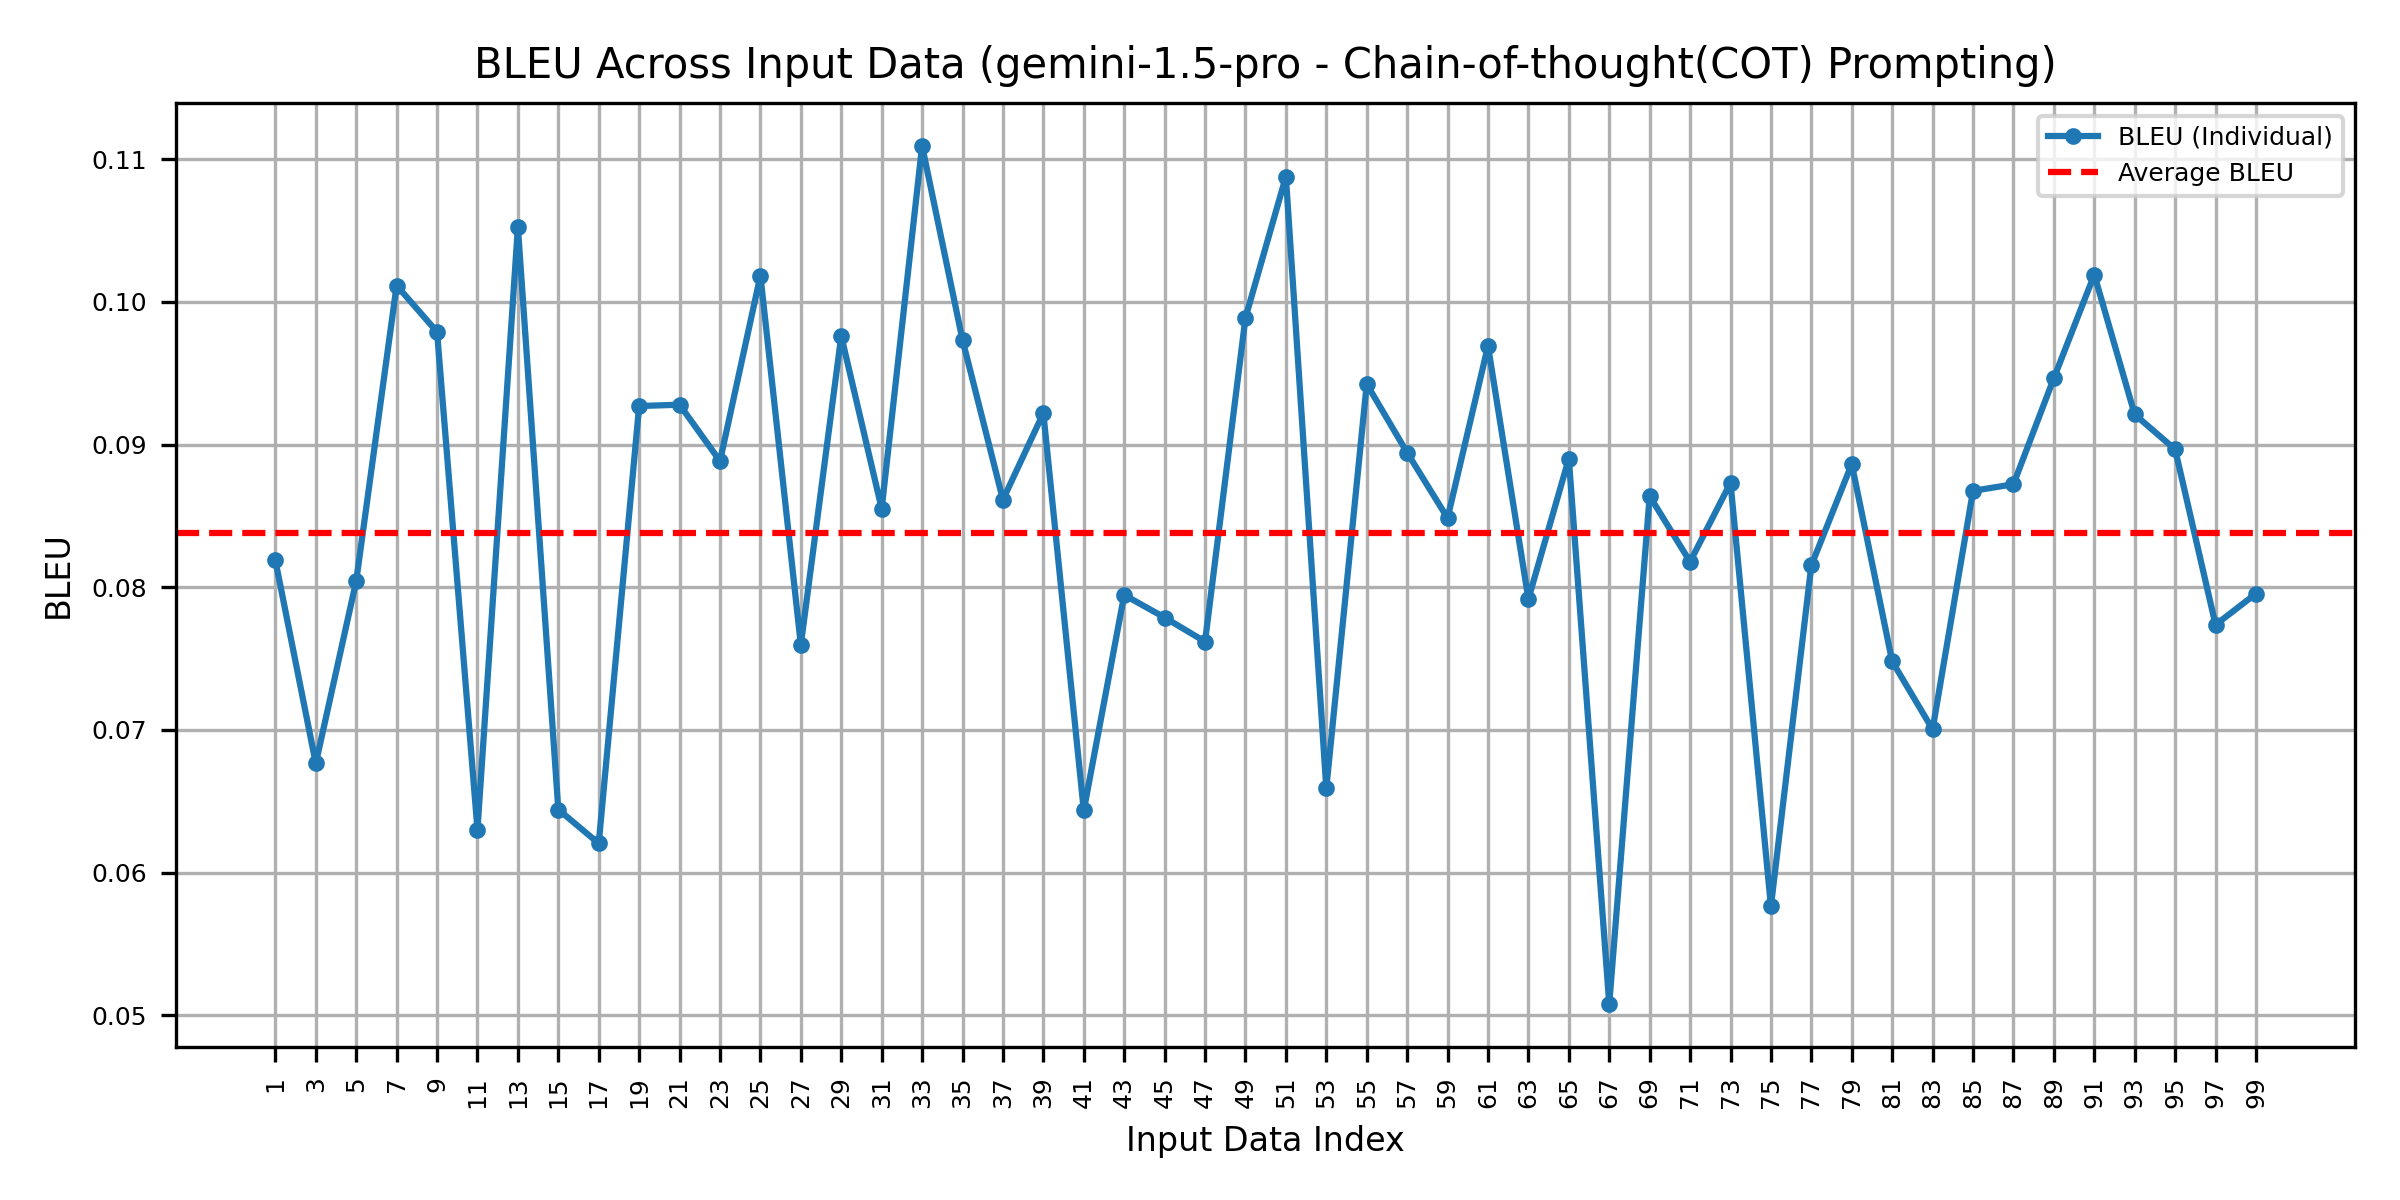 BLEU Across Input Data (gemini-1.5-pro - Chain-of-thought(COT) Prompting)
BLEU (Individual)
Average BLEU
0.11
0.10
0.09
0.08
0.07
0.06
0.05
BLEU
1 3 5 7 9 11 13 15 17 19 21 23 25 27 29 31 33 35 37 39 41 43 45 47 49 51 53 55 57 59 61 63 65 67 69 71 73 75 77 79 81 83 85 87 89 91 93 95 97 99
Input Data Index